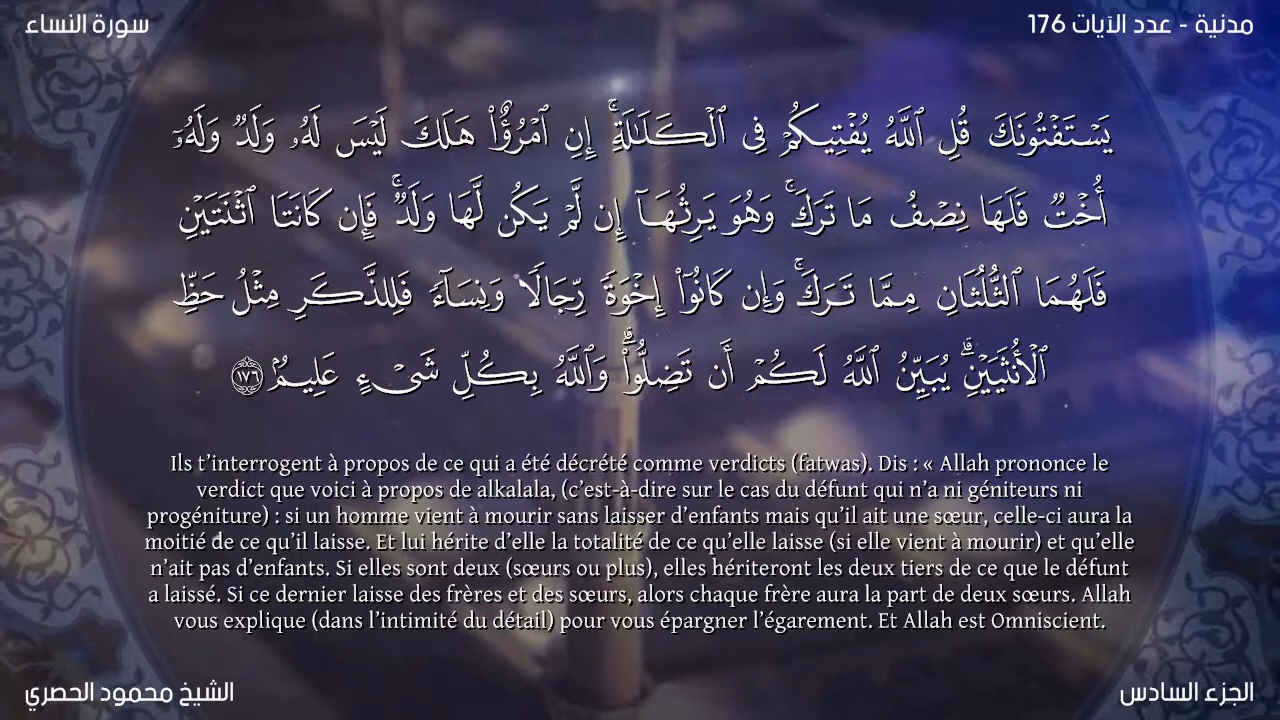 مدنية - عدد الآيات 176
سورة النساء
يَسْتَفْتُونَكَ قُلِ ٱللَّهُ يُفْتِيكُمْ فِى ٱلْكَلَـٰلَةِ ۚ إِنِ ٱمْرُؤٌا۟ هَلَكَ لَيْسَ لَهُۥ وَلَدٌ وَلَهُۥٓ
أُخْتٌ فَلَهَا نِصْفُ مَا تَرَكَ ۚ وَهُوَ يَرِثُهَآ إِن لَّمْ يَكُن لَّهَا وَلَدٌ ۚ فَإِن كَانَتَا ٱثْنَتَيْنِ
فَلَهُمَا ٱلثُّلُثَانِ مِمَّا تَرَكَ ۚ وَإِن كَانُوٓا۟ إِخْوَةً رِّجَالًا وَنِسَآءً فَلِلذَّكَرِ مِثْلُ حَظِّ
ٱلْأُنثَيَيْنِ ۗ يُبَيِّنُ ٱللَّهُ لَكُمْ أَن تَضِلُّوا۟ ۗ وَٱللَّهُ بِكُلِّ شَىْءٍ عَلِيمٌۢ ١٧٦
Ils t’interrogent à propos de ce qui a été décrété comme verdicts (fatwas). Dis : « Allah prononce le
verdict que voici à propos de alkalala, (c’est-à-dire sur le cas du défunt qui n’a ni géniteurs ni
progéniture) : si un homme vient à mourir sans laisser d’enfants mais qu’il ait une sœur, celle-ci aura la
moitié de ce qu’il laisse. Et lui hérite d’elle la totalité de ce qu’elle laisse (si elle vient à mourir) et qu’elle
n’ait pas d’enfants. Si elles sont deux (sœurs ou plus), elles hériteront les deux tiers de ce que le défunt
a laissé. Si ce dernier laisse des frères et des sœurs, alors chaque frère aura la part de deux sœurs. Allah
vous explique (dans l’intimité du détail) pour vous épargner l’égarement. Et Allah est Omniscient.
الجزء السادس
الشيخ محمود الحصري